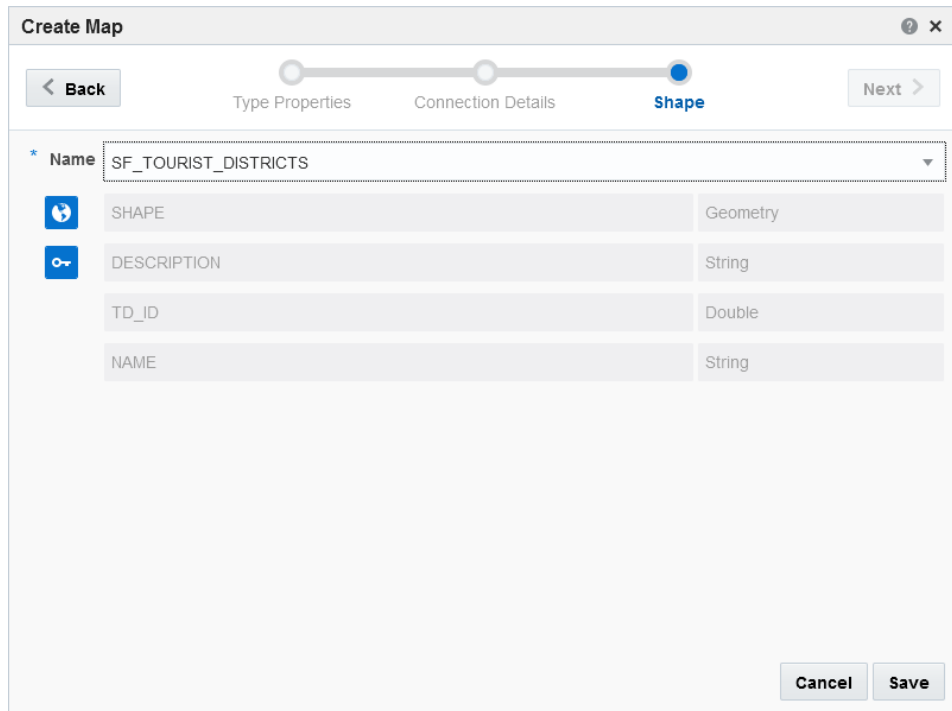 Create Map
Back
Next
Type Properties Connection Details Shape
* Name SF_TOURIST_DISTRICTS
SHAPE Geometry
DESCRIPTION String
TD_ID Double
NAME String
Cancel Save